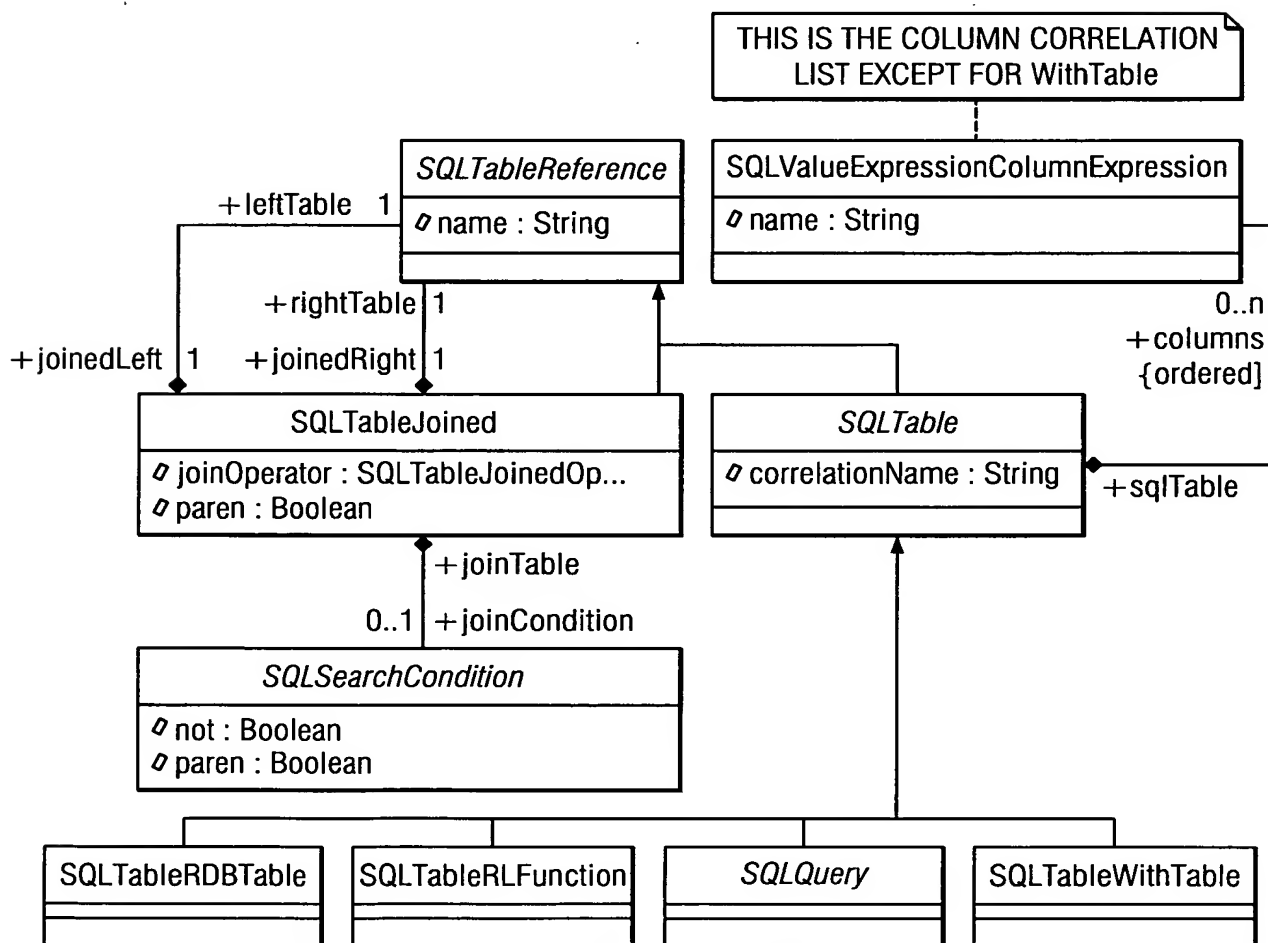 THIS IS THE COLUMN CORRELATION
LIST EXCEPT FOR WithTable
SQLTableReference
name : String
SQLValueExpressionColumnExpression
name : String
+leftTable 1
+rightTable 1
+joinedLeft 1
+joinedRight 1
0..n
+columns
{ordered]
SQLTableJoined
joinOperator : SQLTableJoinedOp...
paren : Boolean
SQLTable
correlationName : String
+sqlTable
+joinTable
0..1 +joinCondition
SQLSearchCondition
not : Boolean
paren : Boolean
SQLTableRDBTable
SQLTableRLFunction
SQLQuery
SQLTableWithTable